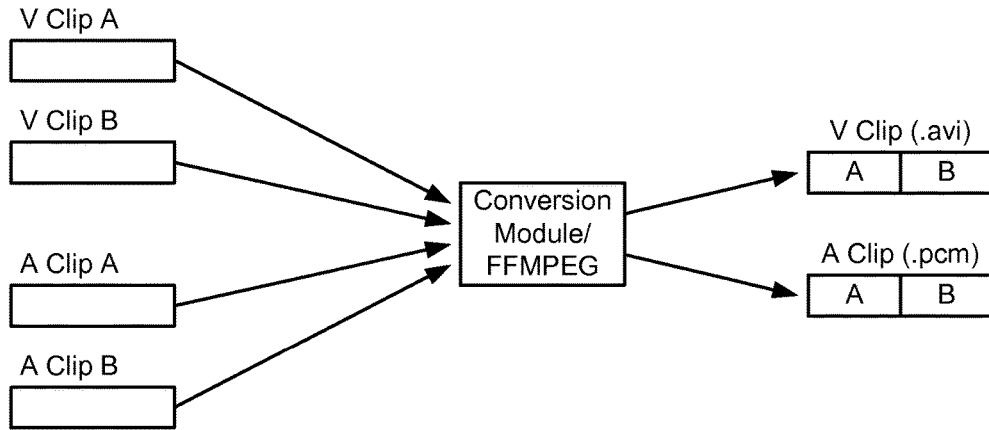 V Clip A
V Clip B
A Clip A
A Clip B
Conversion
Module/
FFMPEG
V Clip (.avi)
A B
A Clip (.pcm)
A B